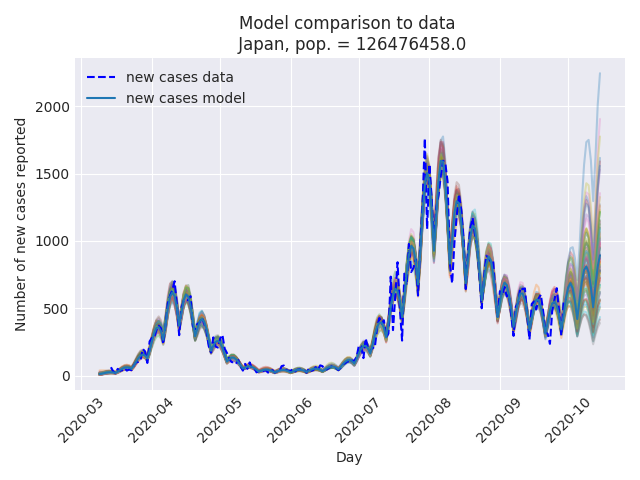 Model comparison to data
Japan, pop. = 126476458.0
new cases data
new cases model
Number of new cases reported
2000
1500
1000
500
0
2020-03
2020-04
2020-05
2020-06
2020-07
2020-08
2020-09
2020-10
Day